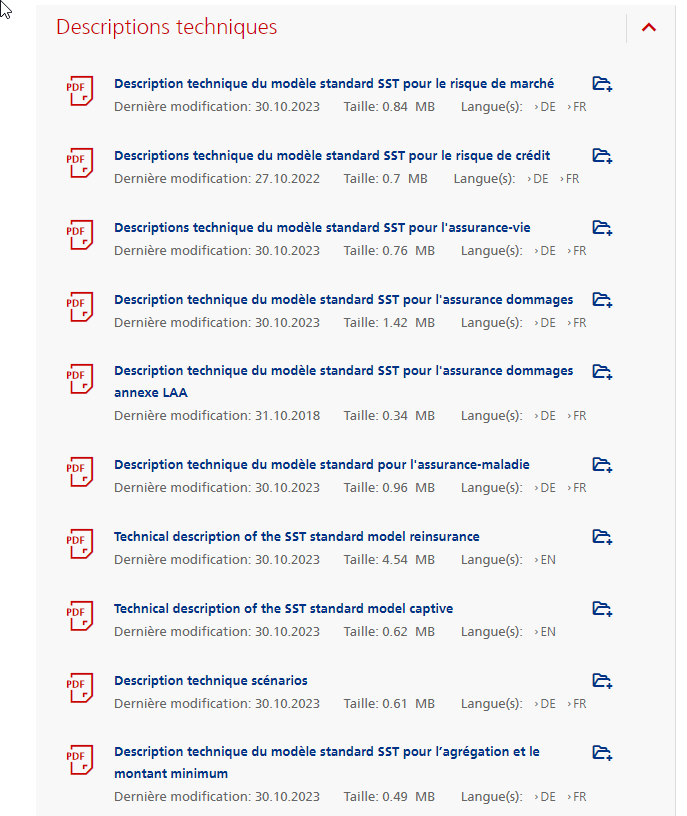 Descriptions techniques
PDF
Description technique du modèle standard SST pour le risque de marché
Dernière modification: 30.10.2023 Taille: 0.84 MB Langue(s): › DE › FR
PDF
Descriptions technique du modèle standard SST pour le risque de crédit
Dernière modification: 27.10.2022 Taille: 0.7 MB Langue(s): › DE › FR
PDF
Descriptions technique du modèle standard SST pour l'assurance-vie
Dernière modification: 30.10.2023 Taille: 0.76 MB Langue(s): › DE › FR
PDF
Description technique du modèle standard SST pour l'assurance dommages
Dernière modification: 30.10.2023 Taille: 1.42 MB Langue(s): › DE › FR
PDF
Description technique du modèle standard SST pour l'assurance dommages
annexe LAA
Dernière modification: 31.10.2018 Taille: 0.34 MB Langue(s): › DE › FR
PDF
Description technique du modèle standard pour l'assurance-maladie
Dernière modification: 30.10.2023 Taille: 0.96 MB Langue(s): › DE › FR
PDF
Technical description of the SST standard model reinsurance
Dernière modification: 30.10.2023 Taille: 4.54 MB Langue(s): › EN
PDF
Technical description of the SST standard model captive
Dernière modification: 30.10.2023 Taille: 0.62 MB Langue(s): › EN
PDF
Description technique scénarios
Dernière modification: 30.10.2023 Taille: 0.61 MB Langue(s): › DE › FR
PDF
Description technique du modèle standard SST pour l’agrégation et le
montant minimum
Dernière modification: 30.10.2023 Taille: 0.49 MB Langue(s): › DE › FR